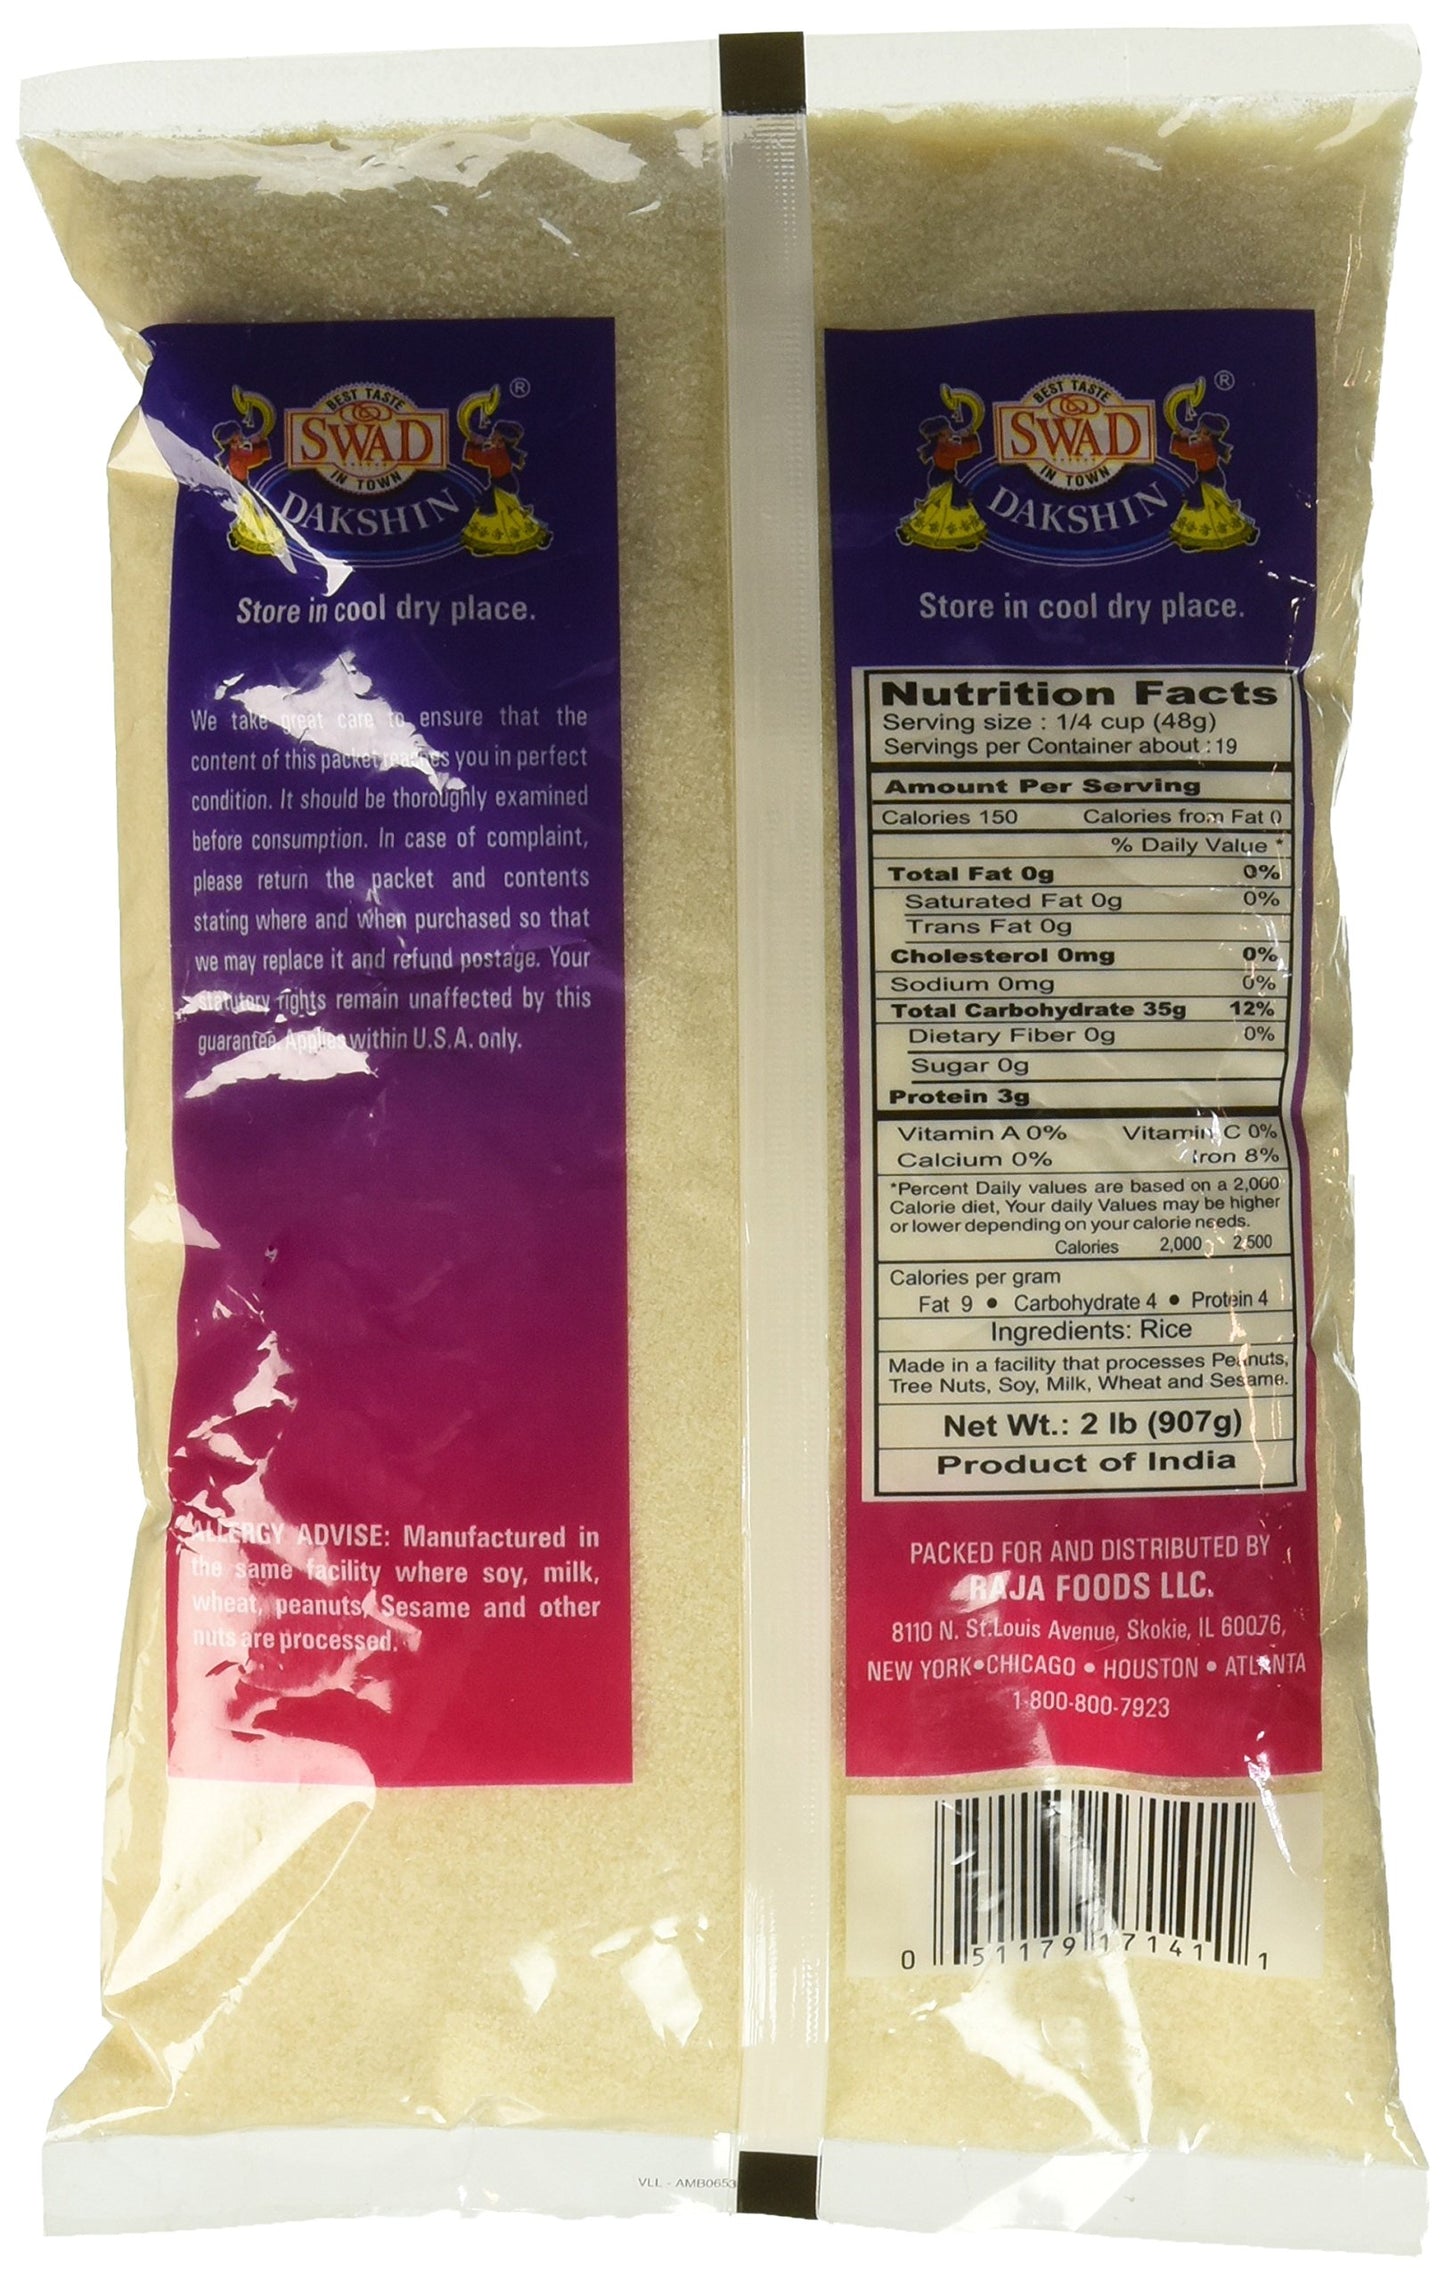 BEST TASTE
SWAD
IN TOWN
DAKSHIN
®
Store in cool dry place.
We take great care to ensure that the
content of this packet reaches you in perfect
condition. It should be thoroughly examined
before consumption. In case of complaint,
please return the packet and contents
stating where and when purchased so that
we may replace it and refund postage. Your
statutory rights remain unaffected by this
guarantee. Applies within U.S.A. only.
ALLERGY ADVISE: Manufactured in
the same facility where soy, milk,
wheat, peanuts, Sesame and other
nuts are processed.
BEST TASTE
SWAD
IN TOWN
DAKSHIN
®
Store in cool dry place.
Nutrition Facts
Serving size : 1/4 cup (48g)
Servings per Container about : 19
Amount Per Serving
Calories 150 Calories from Fat 0
% Daily Value *
Total Fat 0g 0%
Saturated Fat 0g 0%
Trans Fat 0g
Cholesterol 0mg 0%
Sodium 0mg 0%
Total Carbohydrate 35g 12%
Dietary Fiber 0g 0%
Sugar 0g
Protein 3g
Vitamin A 0% Vitamin C 0%
Calcium 0% Iron 8%
*Percent Daily values are based on a 2,000
Calorie diet, Your daily Values may be higher
or lower depending on your calorie needs.
Calories 2,000 2,500
Calories per gram
Fat 9 • Carbohydrate 4 • Protein 4
Ingredients: Rice
Made in a facility that processes Peanuts,
Tree Nuts, Soy, Milk, Wheat and Sesame.
Net Wt.: 2 lb (907g)
Product of India
PACKED FOR AND DISTRIBUTED BY
RAJA FOODS LLC.
8110 N. St.Louis Avenue, Skokie, IL 60076,
NEW YORK•CHICAGO • HOUSTON • ATLANTA
1-800-800-7923
0 51179 17141 1
VLL - AMB0653